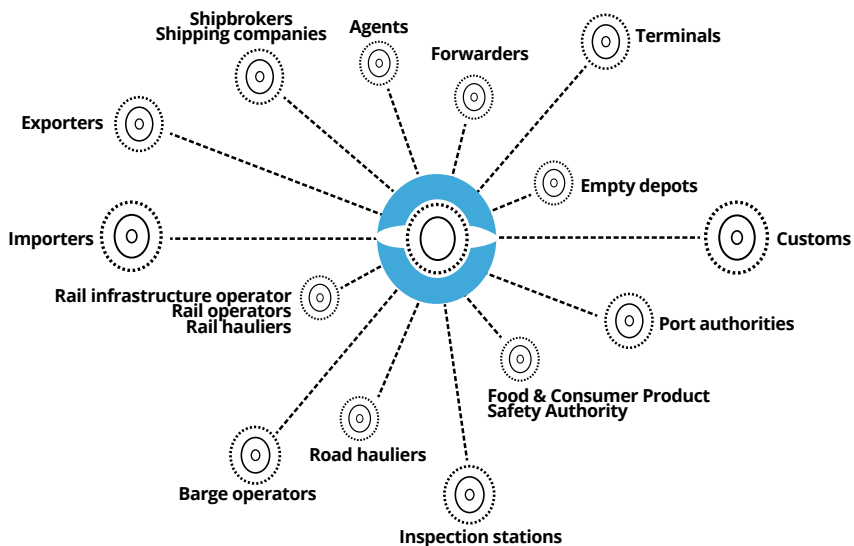 Shipbrokers
Shipping companies
Agents
Forwarders
Terminals
Exporters
Empty depots
Importers
Customs
Rail infrastructure operator
Rail operators
Rail hauliers
Port authorities
Food & Consumer Product
Safety Authority
Road hauliers
Barge operators
Inspection stations